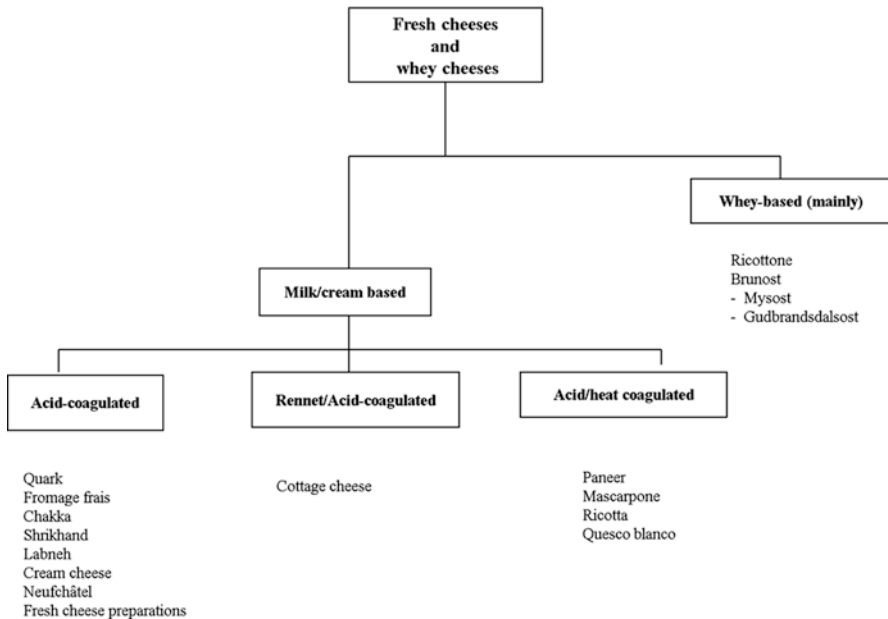 Fresh cheeses
and
whey cheeses
Whey-based (mainly)
Ricottone
Brunost
- Mysost
- Gudbrandsdalsost
Milk/cream based
Acid-coagulated
Quark
Fromage frais
Chakka
Shrikhand
Labneh
Cream cheese
Neufchâtel
Fresh cheese preparations
Rennet/Acid-coagulated
Cottage cheese
Acid/heat coagulated
Paneer
Mascarpone
Ricotta
Quesco blanco